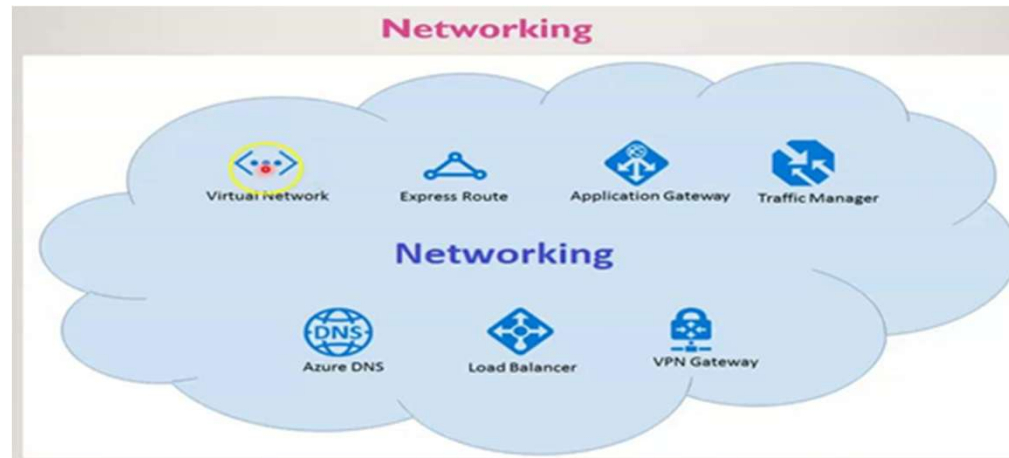 Networking
Virtual Network
Express Route
Application Gateway
Traffic Manager
Networking
DNS
Azure DNS
Load Balancer
VPN Gateway